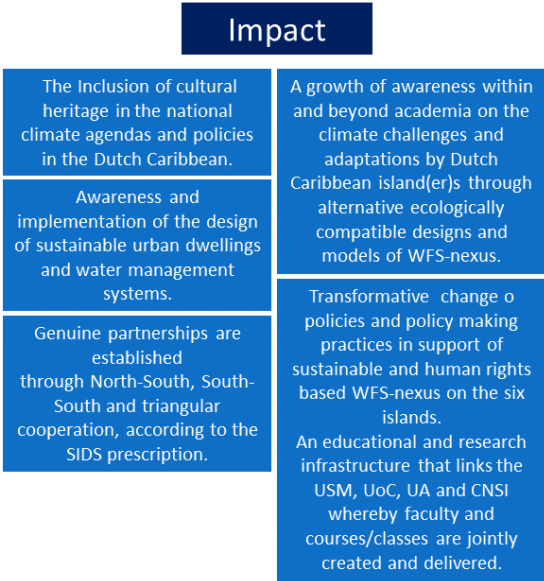 Impact
The Inclusion of cultural
heritage in the national
climate agendas and policies
in the Dutch Caribbean.
Awareness and
implementation of the design
of sustainable urban dwellings
and water management
systems.
Genuine partnerships are
established
through North-South, South-
South and triangular
cooperation, according to the
SIDS prescription.
A growth of awareness within
and beyond academia on the
climate challenges and
adaptations by Dutch
Caribbean island(er)s through
alternative ecologically
compatible designs and
models of WFS-nexus.
Transformative change o
policies and policy making
practices in support of
sustainable and human rights
based WFS-nexus on the six
islands.
An educational and research
infrastructure that links the
USM, UoC, UA and CNSI
whereby faculty and
courses/classes are jointly
created and delivered.